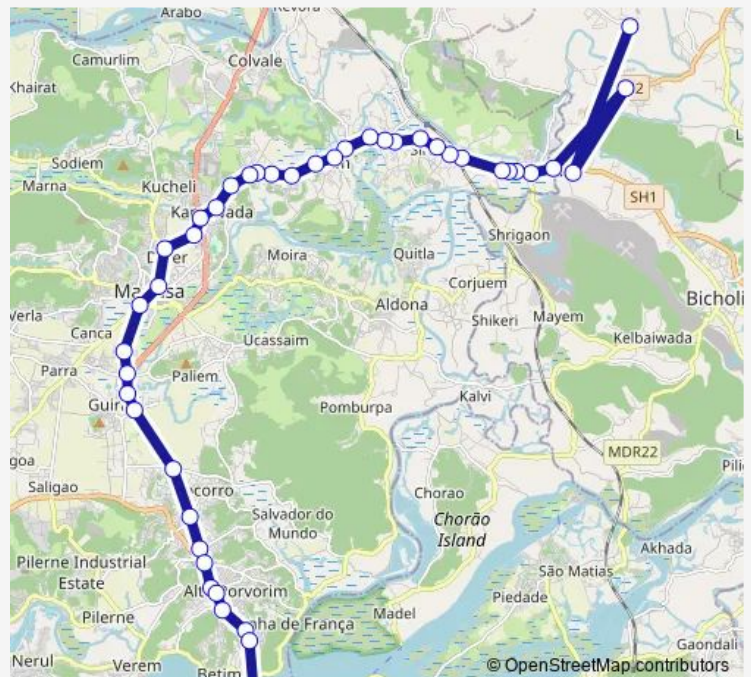 Arabo
Camurlim
Colvale
Khairat
Sodiem
Marna
Kucheli
SH1
Shrigaon
Moira
Quitla
Corjuem
Bicholi
Aldona
Verla
Canca
Shikeri
Mayem
Ucassaim
Kelbaiwada
Parra
Paliem
Kalvi
Pomburpa
MDR22
Saligao
Chorao
Salvador do
Mundo
Chorão
Island
Akhada
Pilerne Industrial
Estate
São Matias
Piedade
Pilerne
Madel
Gaondali
Nerul
Verem
Betim
© OpenStreetMap contributors